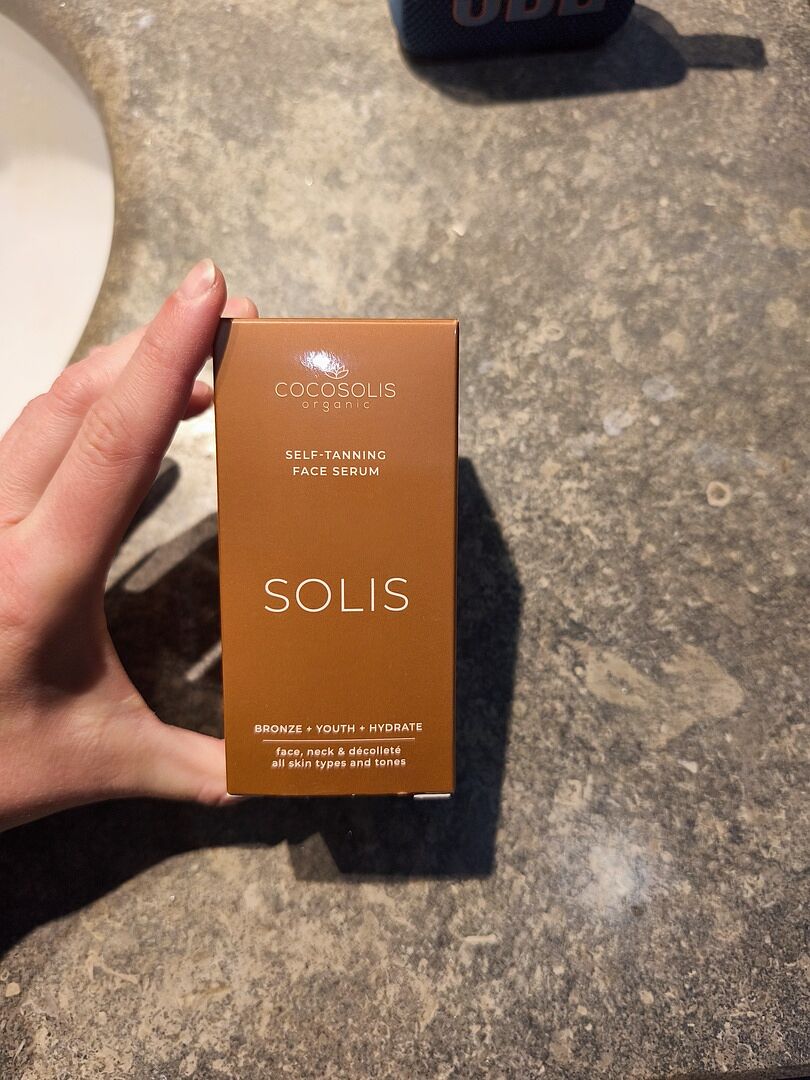 COCOSOLIS
organic
SELF-TANNING
FACE SERUM
SOLIS
BRONZE + YOUTH + HYDRATE
face, neck & décolleté
all skin types and tones